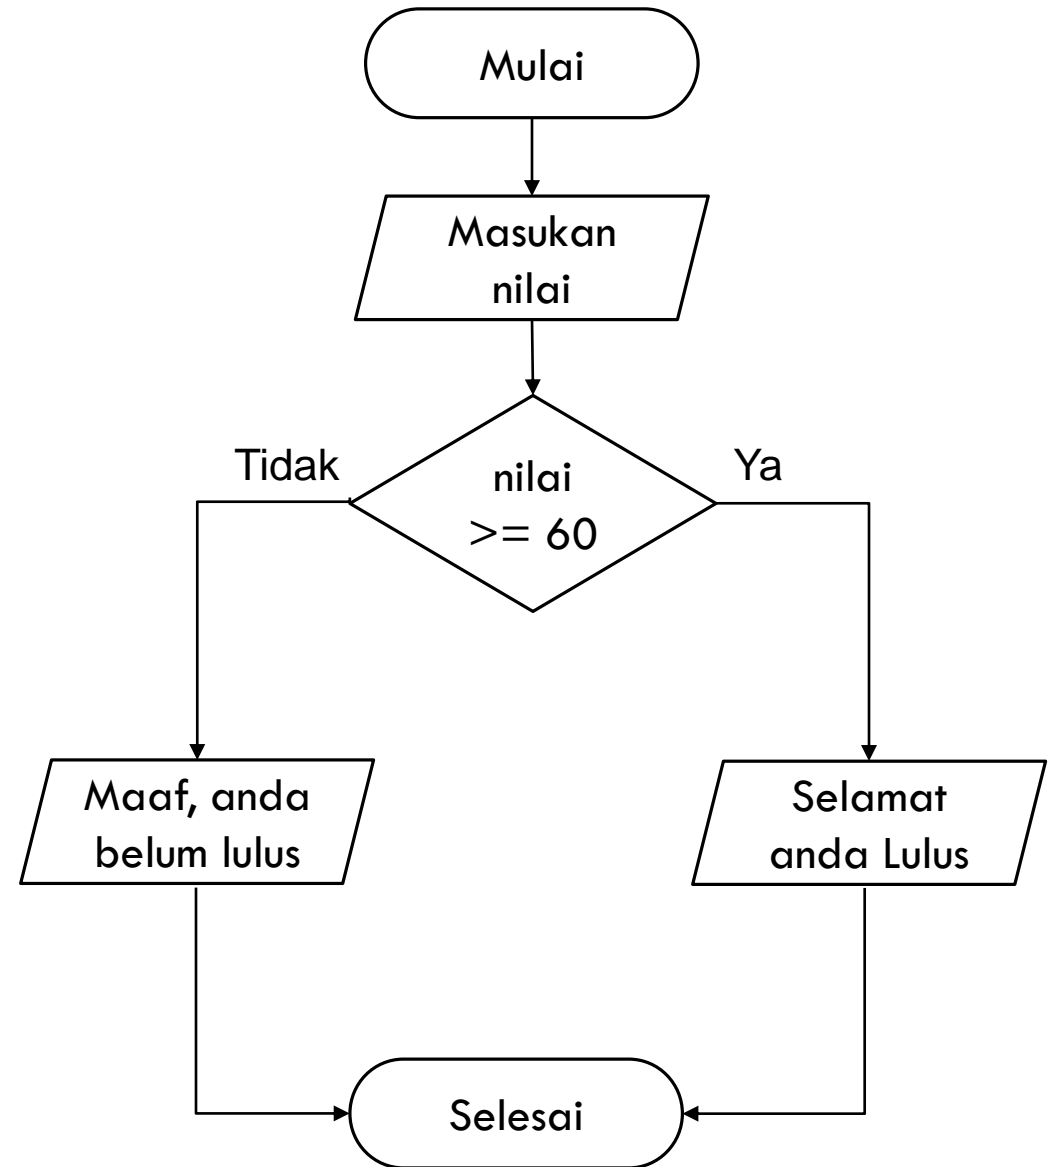 Mulai
Masukan
nilai
Tidak
nilai
>= 60
Ya
Maaf, anda
belum lulus
Selamat
anda Lulus
Selesai